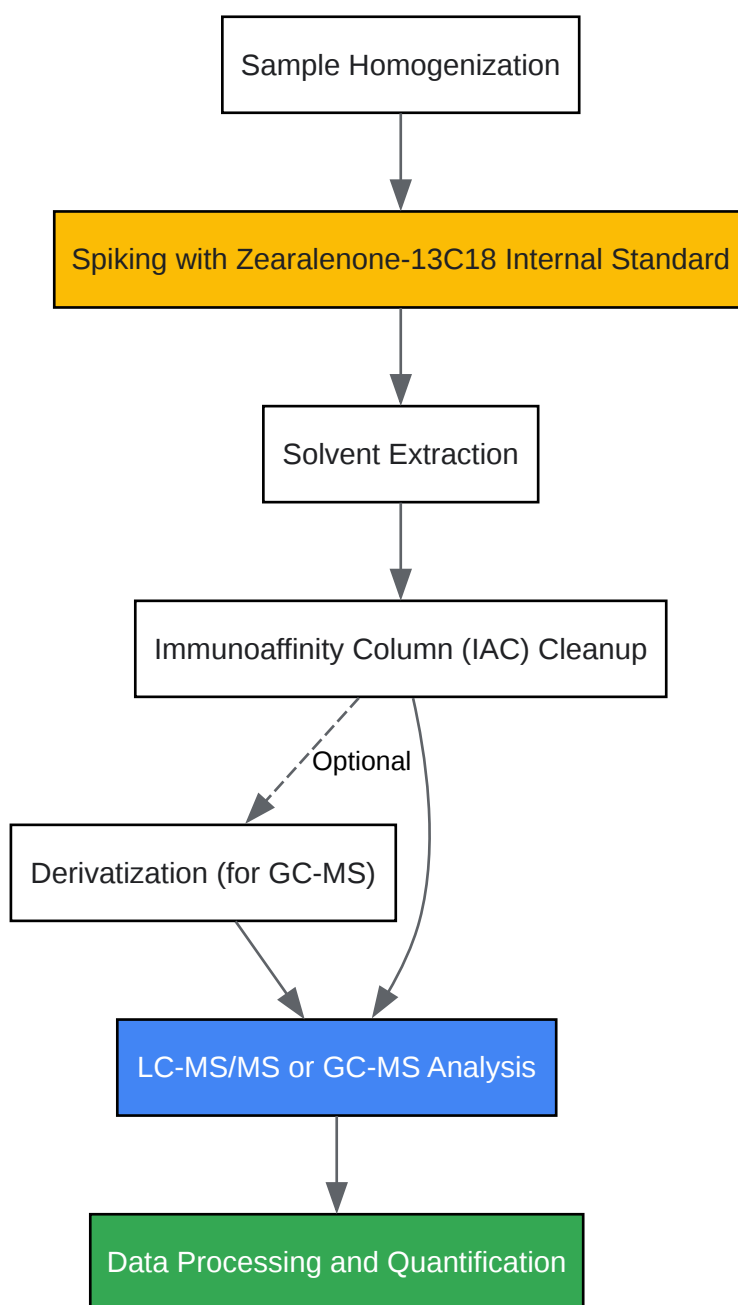 Sample Homogenization
Spiking with Zearalenone-13C18 Internal Standard
Solvent Extraction
Immunoaffinity Column (IAC) Cleanup
Optional
Derivatization (for GC-MS)
LC-MS/MS or GC-MS Analysis
Data Processing and Quantification